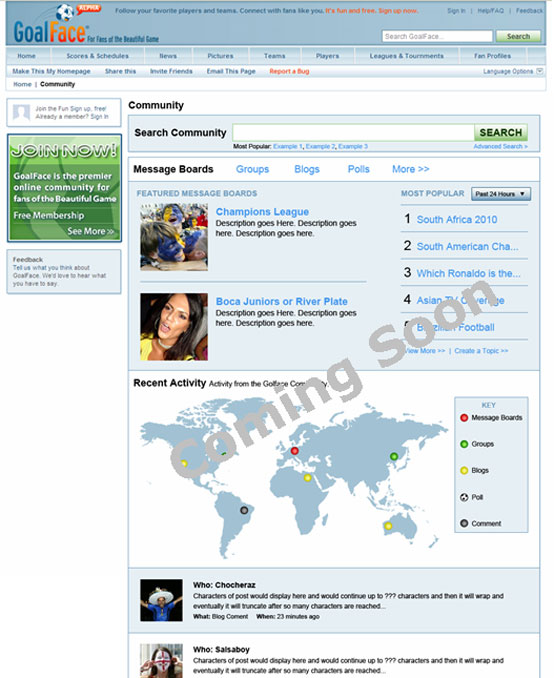 ALPHA
GoalFace For Fans of the Beautiful Game
Follow your favorite players and teams. Connect with fans like you. It's fun and free. Sign up now.
Sign In | Help/FAQ | Feedback
Search GoalFace... Search
Home Scores & Schedules News Pictures Teams Players Leagues & Tournments Fan Profiles
Make This My Homepage Share this Invite Friends Email This Page Report a Bug Language Options
Home | Community
Join the Fun Sign up, free!
Already a member? Sign In
JOIN NOW!
GoalFace is the premier
online community for
fans of the Beautiful Game
Free Membership
See More >>
Feedback
Tell us what you think about
GoalFace. We'd love to hear what
you have to say.
Community
Search Community SEARCH
Most Popular: Example 1, Example 2, Example 3 Advanced Search >
Message Boards Groups Blogs Polls More >>
FEATURED MESSAGE BOARDS
Champions League
Description goes Here. Description goes
here. Description goes here.
Boca Juniors or River Plate
Description goes Here. Description goes
here. Description goes here.
MOST POPULAR Past 24 Hours
1 South Africa 2010
2 South American Cha...
3 Which Ronaldo is the...
4 Asian TV Coverage
5 Brazilian Football
View More >> | Create a Topic >>
Coming Soon
Recent Activity Activity from the Golface Community.
KEY
Message Boards
Groups
Blogs
Poll
Comment
Who: Chocheraz
Characters of post would display here and would continue up to ??? characters and then it will wrap and
eventually it will truncate after so many characters are reached...
What: Blog Coment When: 23 minutes ago
Who: Salsaboy
Characters of post would display here and would continue up to ??? characters and then it will wrap and
eventually it will truncate after so many characters are reached...